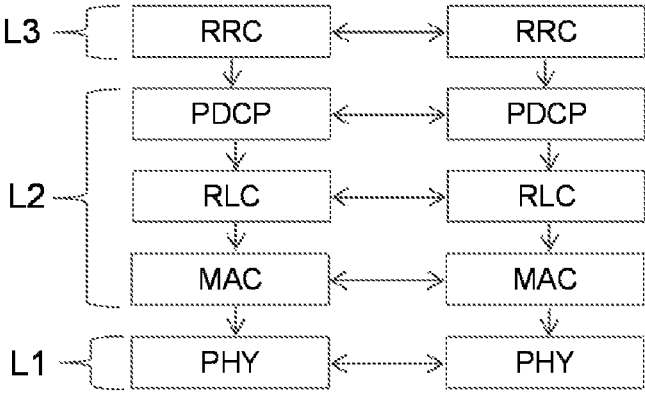 L3 RRC RRC
PDCP PDCP
L2 RLC RLC
MAC MAC
L1 PHY PHY